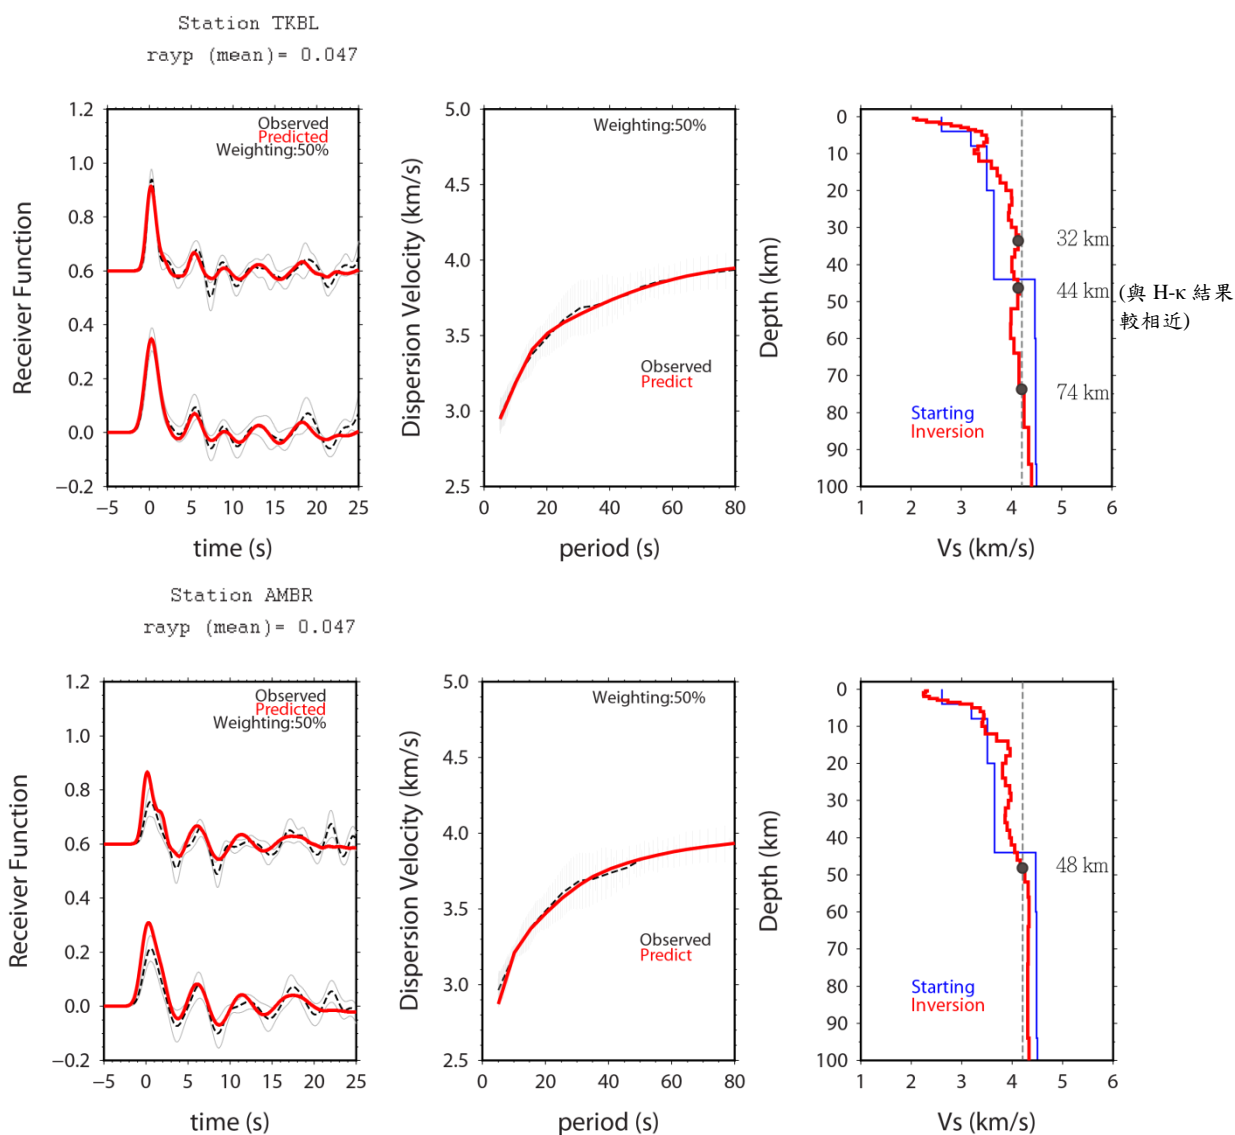 Station TKBL
rayp (mean)= 0.047
1.2
1.0
0.8
0.6
0.4
0.2
0.0
−0.2
Receiver Function
Observed
Predicted
Weighting:50%
−5 0 5 10 15 20 25
time (s)
5.0
4.5
4.0
3.5
3.0
2.5
Dispersion Velocity (km/s)
Weighting:50%
Observed
Predict
0 20 40 60 80
period (s)
0
10
20
30
40
50
60
70
80
90
100
Depth (km)
32 km
44 km (與 H-κ 結果
較相近)
74 km
Starting
Inversion
1 2 3 4 5 6
Vs (km/s)
Station AMBR
rayp (mean)= 0.047
1.2
1.0
0.8
0.6
0.4
0.2
0.0
−0.2
Receiver Function
Observed
Predicted
Weighting:50%
−5 0 5 10 15 20 25
time (s)
5.0
4.5
4.0
3.5
3.0
2.5
Dispersion Velocity (km/s)
Weighting:50%
Observed
Predict
0 20 40 60 80
period (s)
0
10
20
30
40
50
60
70
80
90
100
Depth (km)
48 km
Starting
Inversion
1 2 3 4 5 6
Vs (km/s)